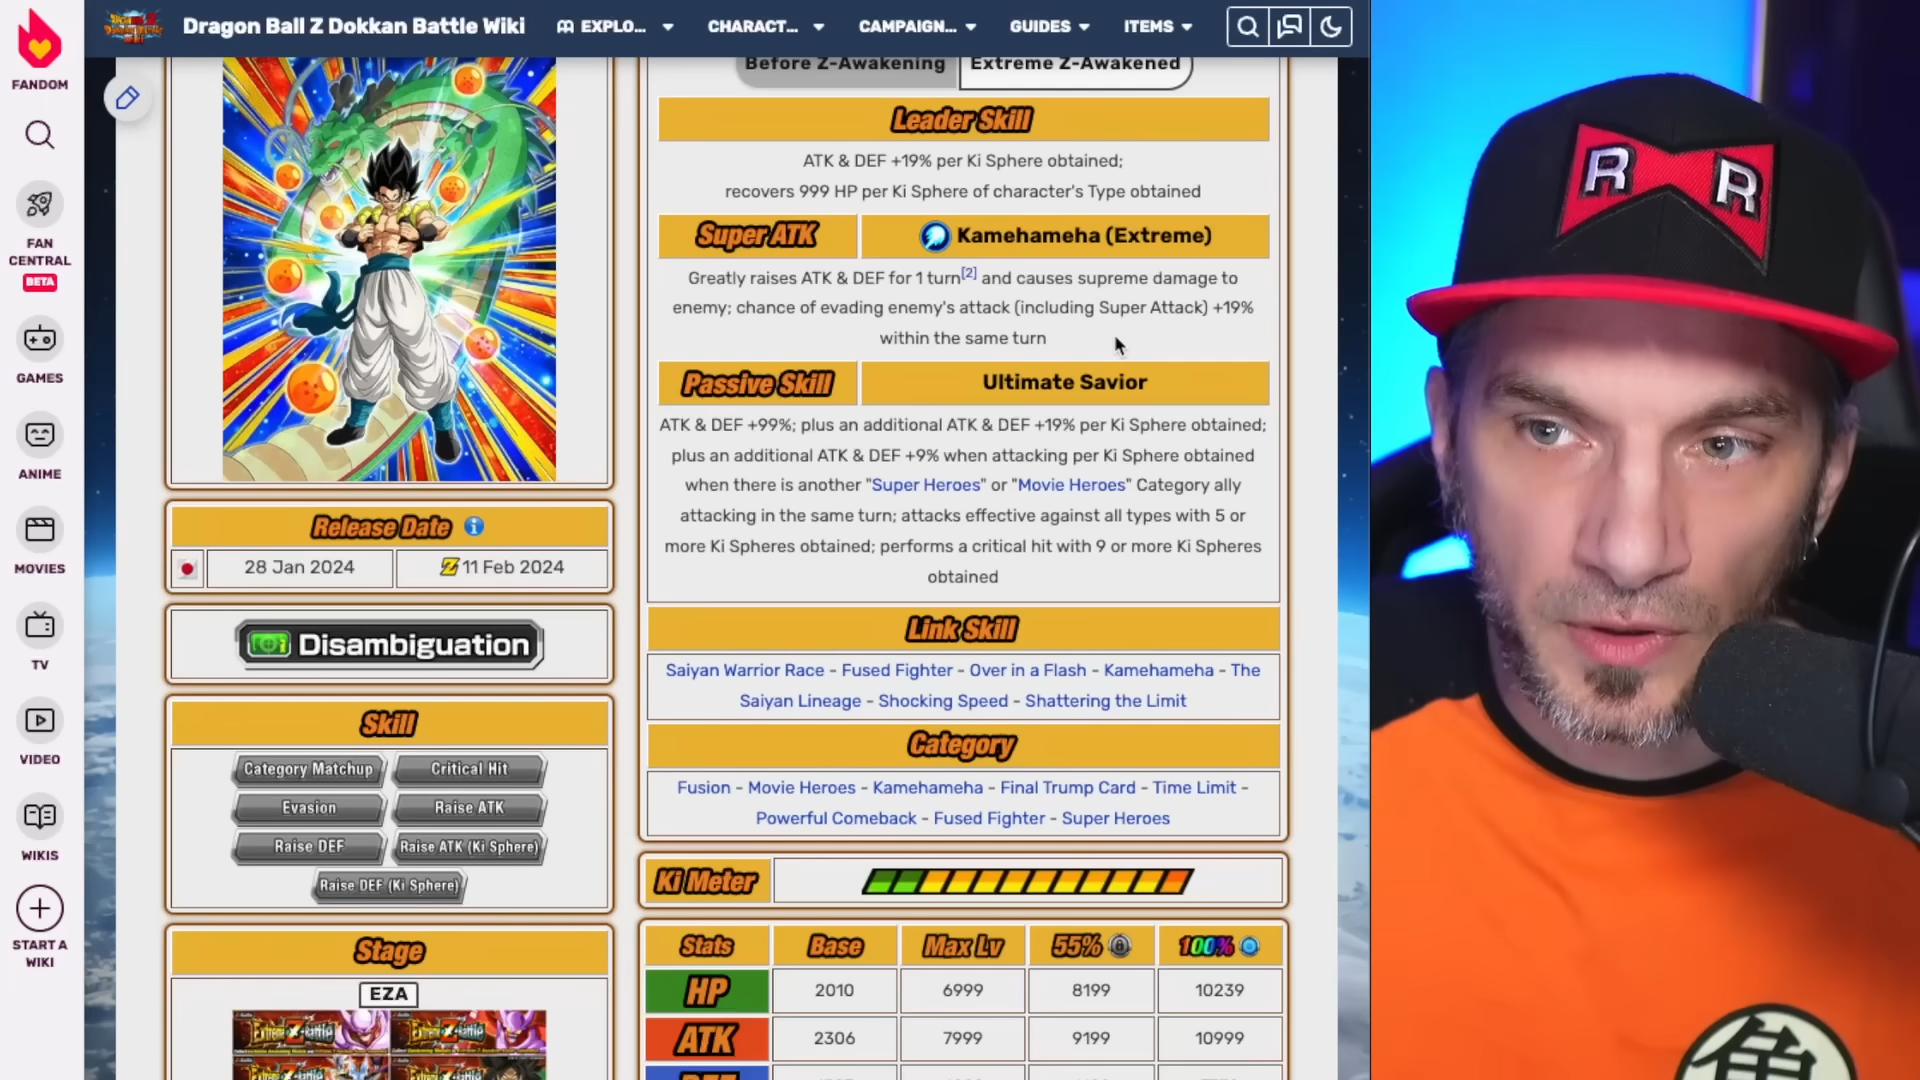 FANDOM
FAN
CENTRAL
BETA
GAMES
ANIME
MOVIES
TV
VIDEO
WIKIS
START A
WIKI
Dragon Ball Z Dokkan Battle Wiki
EXPLO...
CHARACT...
CAMPAIGN...
GUIDES
ITEMS
Release Date
28 Jan 2024
Z 11 Feb 2024
Disambiguation
Skill
Category Matchup
Critical Hit
Evasion
Raise ATK
Raise DEF
Raise ATK (Ki Sphere)
Raise DEF (Ki Sphere)
Stage
EZA
Before Z-Awakening
Extreme Z-Awakened
Leader Skill
ATK & DEF +19% per Ki Sphere obtained;
recovers 999 HP per Ki Sphere of character's Type obtained
Super ATK
Kamehameha (Extreme)
Greatly raises ATK & DEF for 1 turn[2] and causes supreme damage to
enemy; chance of evading enemy's attack (including Super Attack) +19%
within the same turn
Passive Skill
Ultimate Savior
ATK & DEF +99%; plus an additional ATK & DEF +19% per Ki Sphere obtained;
plus an additional ATK & DEF +9% when attacking per Ki Sphere obtained
when there is another "Super Heroes" or "Movie Heroes" Category ally
attacking in the same turn; attacks effective against all types with 5 or
more Ki Spheres obtained; performs a critical hit with 9 or more Ki Spheres
obtained
Link Skill
Saiyan Warrior Race - Fused Fighter - Over in a Flash - Kamehameha - The
Saiyan Lineage - Shocking Speed - Shattering the Limit
Category
Fusion - Movie Heroes - Kamehameha - Final Trump Card - Time Limit -
Powerful Comeback - Fused Fighter - Super Heroes
Ki Meter
Stats
Base
Max Lv
55%
100%
HP
2010
6999
8199
10239
ATK
2306
7999
9199
10999
R R
亀